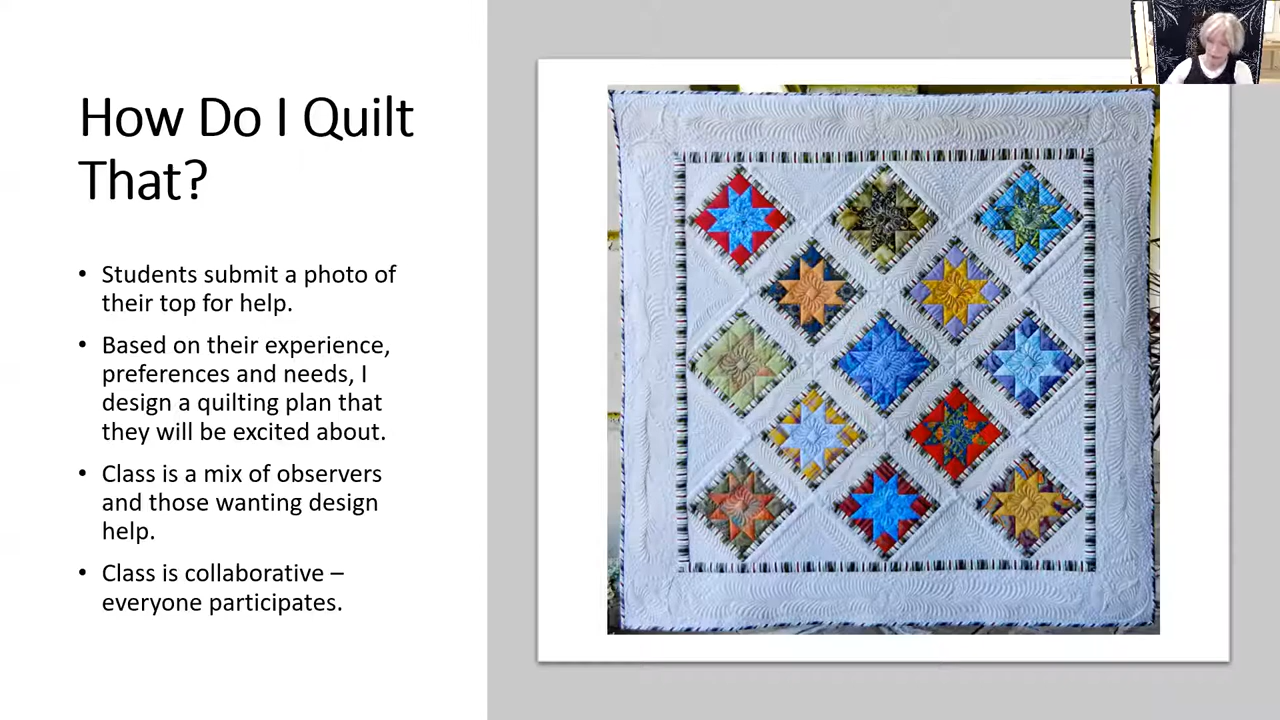 How Do I Quilt
That?
• Students submit a photo of
their top for help.
• Based on their experience,
preferences and needs, I
design a quilting plan that
they will be excited about.
• Class is a mix of observers
and those wanting design
help.
• Class is collaborative –
everyone participates.